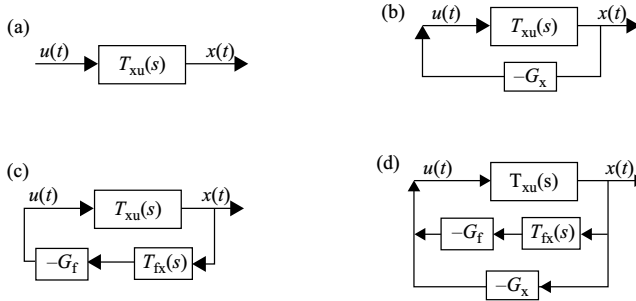 (a)
u(t)
T_xu(s)
x(t)
(b)
u(t)
T_xu(s)
x(t)
–G_x
(c)
u(t)
T_xu(s)
x(t)
–G_f
T_fx(s)
(d)
u(t)
T_xu(s)
x(t)
–G_f
T_fx(s)
–G_x